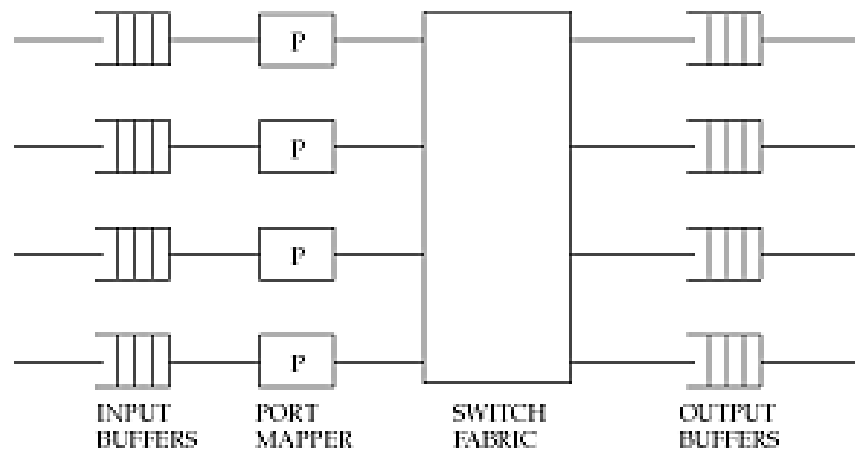 P
P
P
P
INPUT
BUFFERS
PORT
MAPPER
SWITCH
FABRIC
OUTPUT
BUFFERS